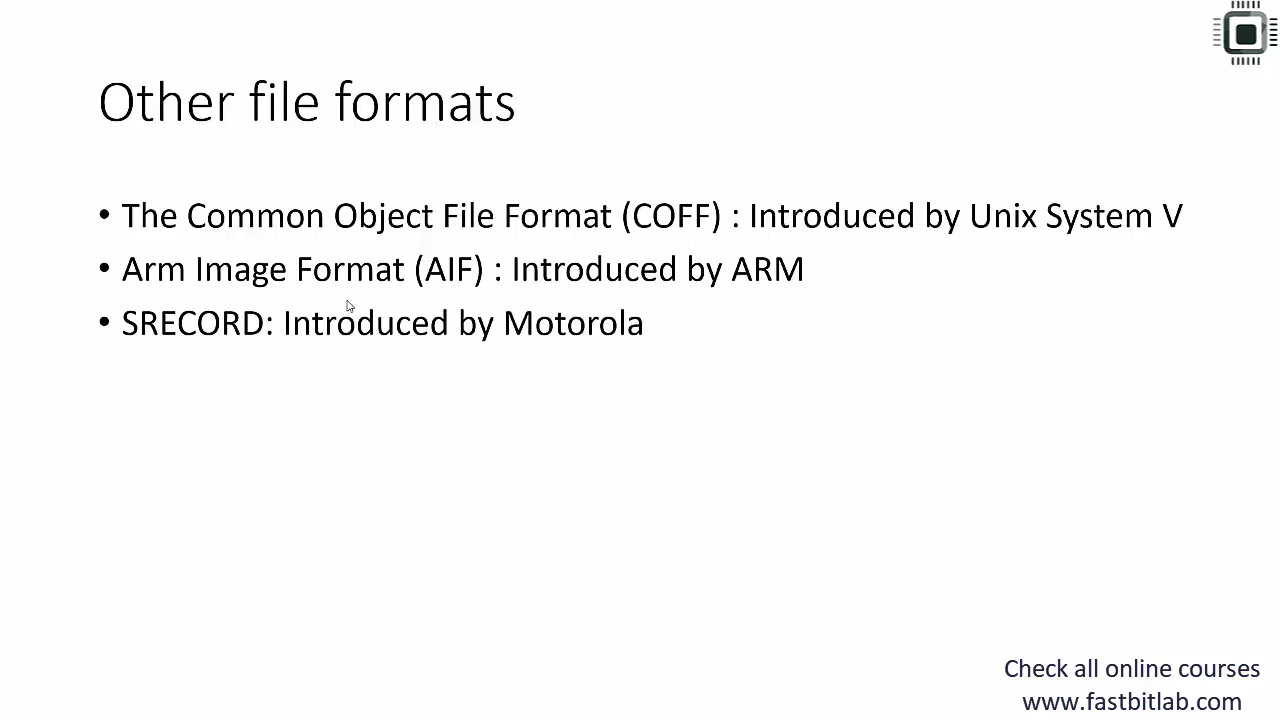 Other file formats
• The Common Object File Format (COFF) : Introduced by Unix System V
• Arm Image Format (AIF) : Introduced by ARM
• SRECORD: Introduced by Motorola
Check all online courses
www.fastbitlab.com